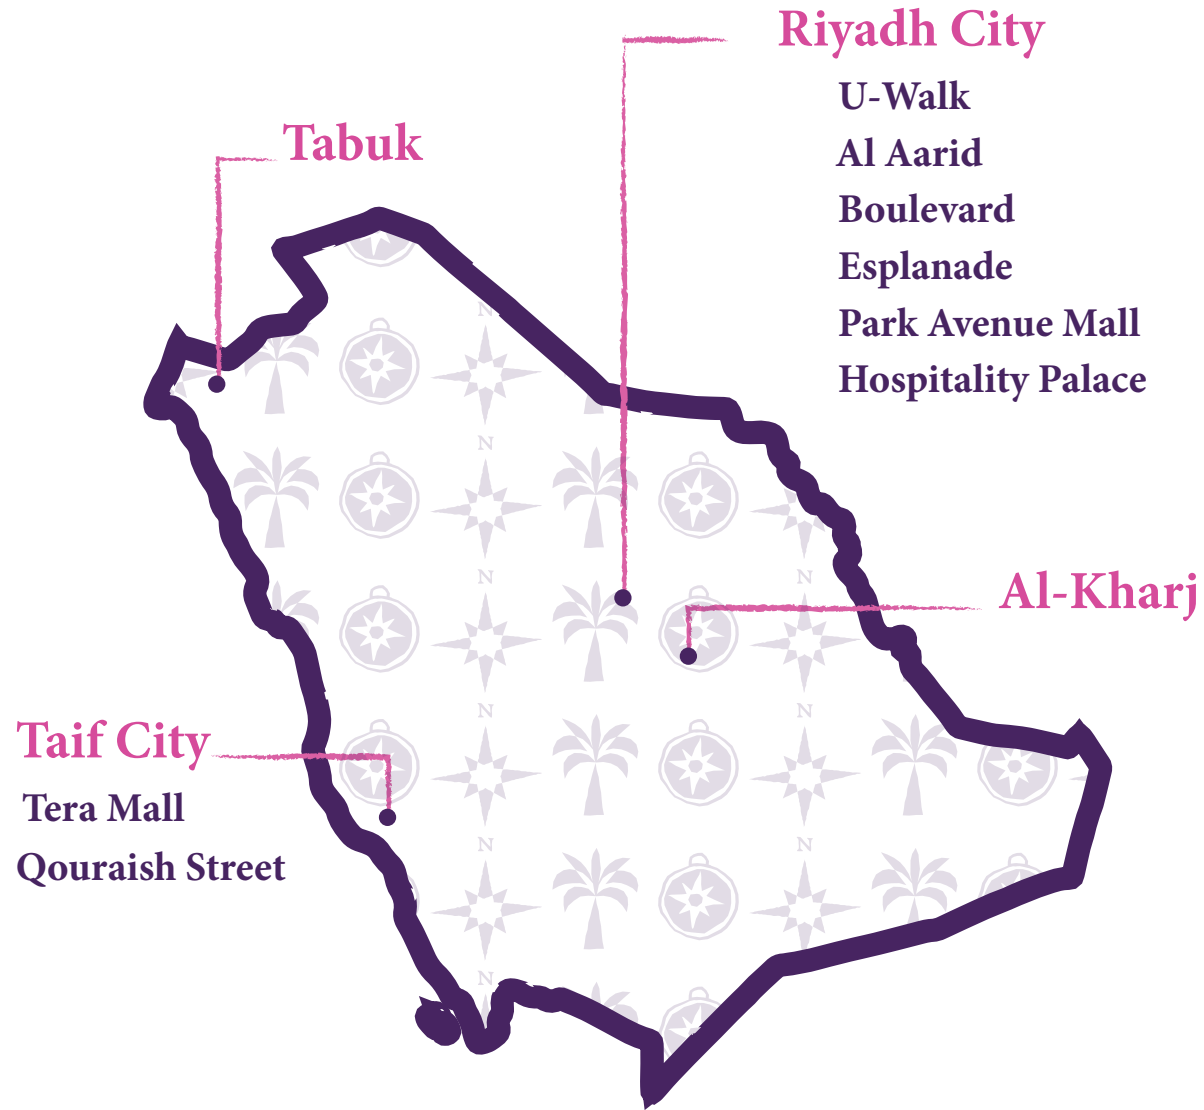 Riyadh City
U-Walk
Al Aarid
Boulevard
Esplanade
Park Avenue Mall
Hospitality Palace
Tabuk
Al-Kharj
Taif City
Tera Mall
Qouraish Street
N
N
N
N
N
N
N
N
N